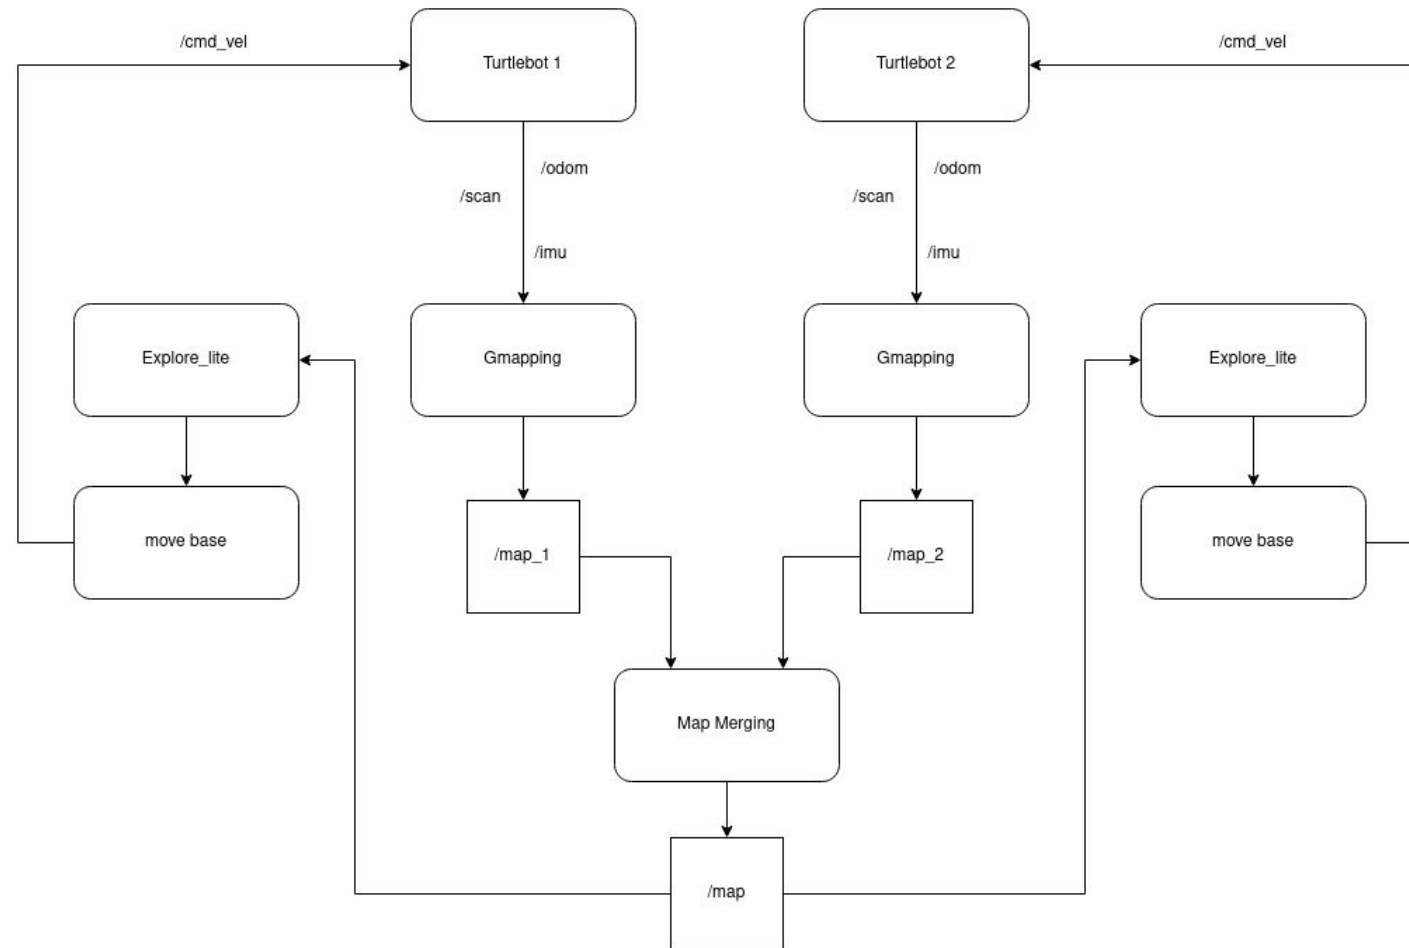 /cmd_vel
Turtlebot 1
Turtlebot 2
/cmd_vel
/odom
/scan
/imu
/odom
/scan
/imu
Explore_lite
Gmapping
Gmapping
Explore_lite
move base
/map_1
/map_2
move base
Map Merging
/map